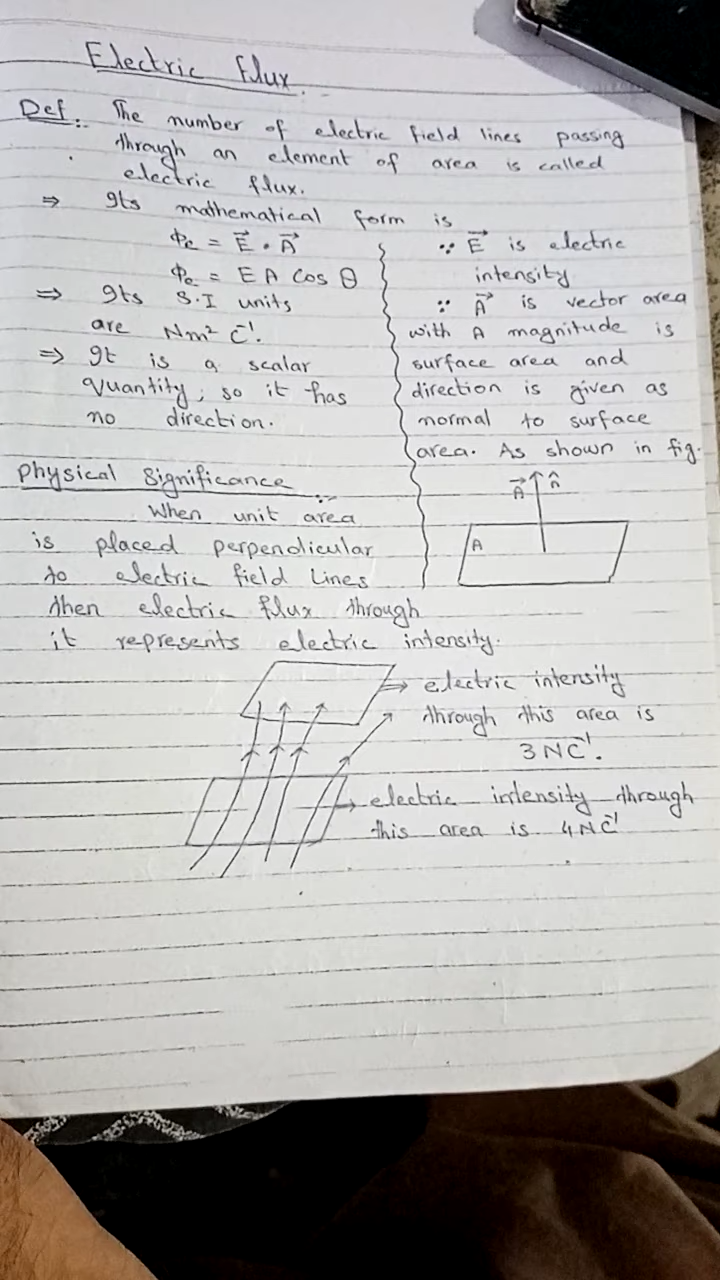 Electric Flux.
Def:. The number of electric field lines passing
through an element of area is called
electric flux.
⇒ Its mathematical form is
Φe = E⃗ . A⃗
Φe = E A Cos θ
⇒ Its S.I units
are Nm² C⁻¹.
⇒ It is a scalar
quantity, so it has
no direction.
∵ E⃗ is electric
intensity
∵ A⃗ is vector area
with A magnitude is
surface area and
direction is given as
normal to surface
area. As shown in fig.
A⃗ n̂
A
Physical Significance:-
When unit area
is placed perpendicular
to electric field lines
then electric flux through
it represents electric intensity.
⇒ electric intensity
through this area is
3 NC⁻¹.
→ electric intensity through
this area is 4 NC⁻¹